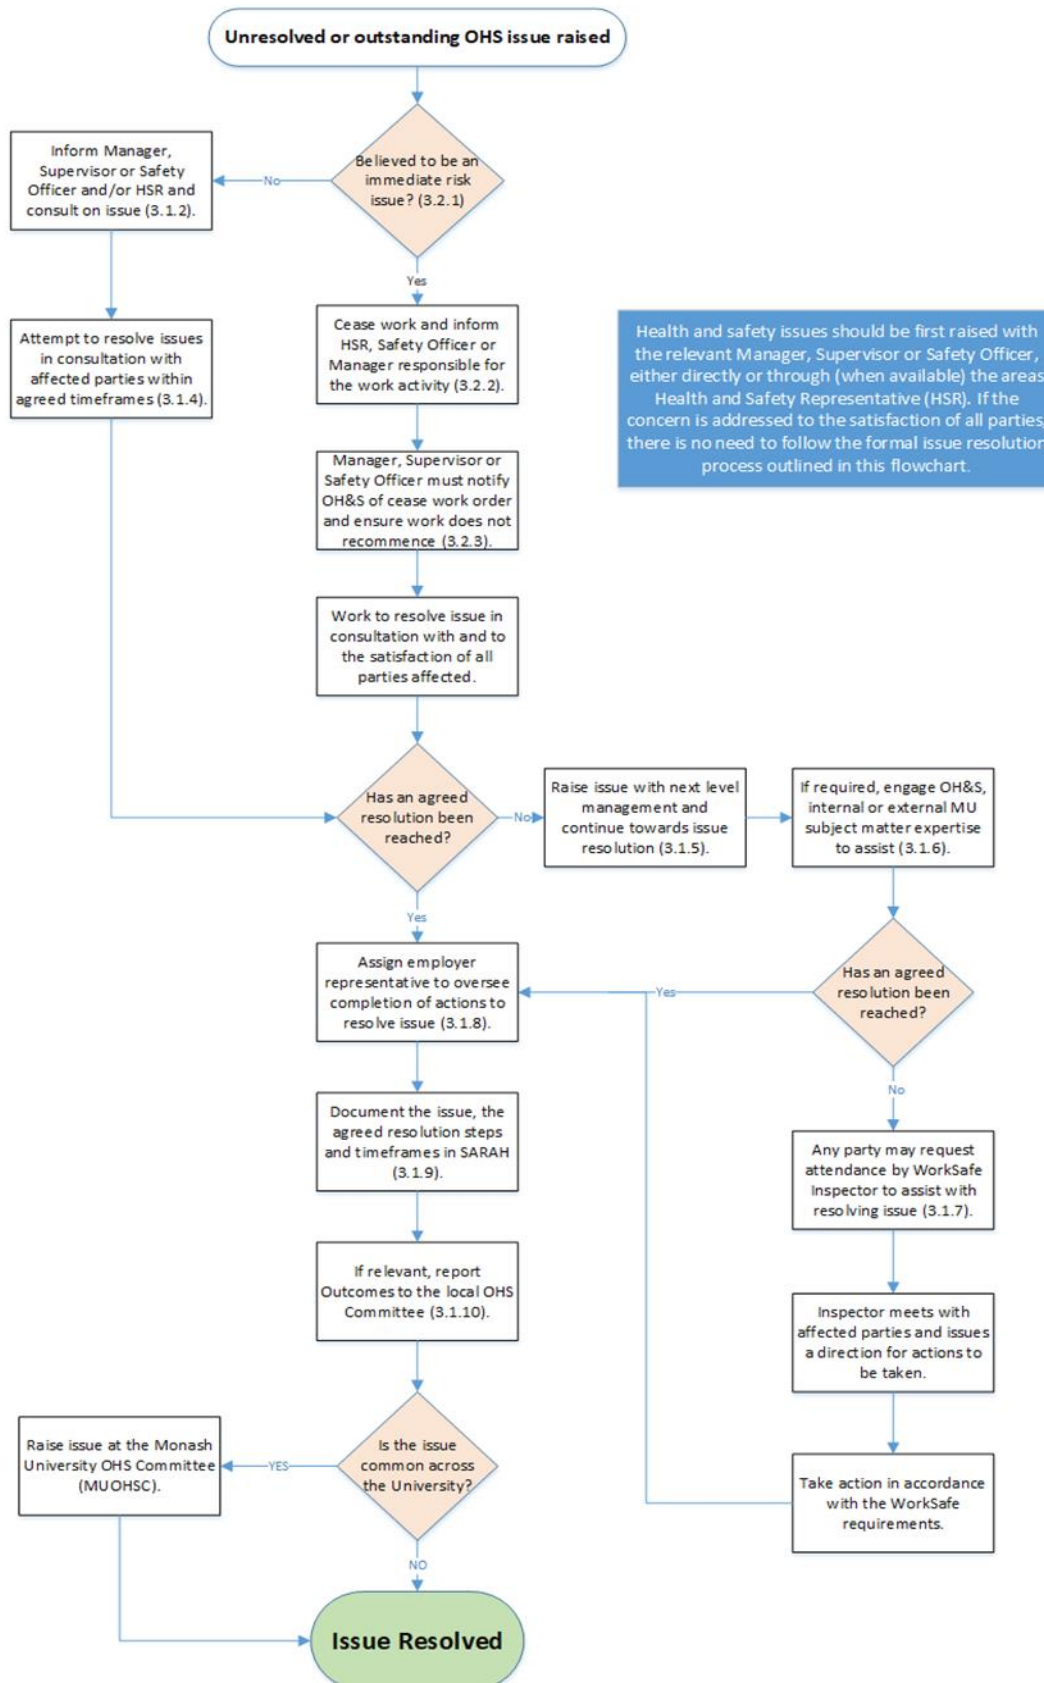 Unresolved or outstanding OHS issue raised
Believed to be an
immediate risk
issue? (3.2.1)
No
Inform Manager,
Supervisor or Safety
Officer and/or HSR and
consult on issue (3.1.2).
Attempt to resolve issues
in consultation with
affected parties within
agreed timeframes (3.1.4).
Yes
Cease work and inform
HSR, Safety Officer or
Manager responsible for
the work activity (3.2.2).
Health and safety issues should be first raised with
the relevant Manager, Supervisor or Safety Officer,
either directly or through (when available) the areas
Health and Safety Representative (HSR). If the
concern is addressed to the satisfaction of all parties,
there is no need to follow the formal issue resolution
process outlined in this flowchart.
Manager, Supervisor or
Safety Officer must notify
OH&S of cease work order
and ensure work does not
recommence (3.2.3).
Work to resolve issue in
consultation with and to
the satisfaction of all
parties affected.
Has an agreed
resolution been
reached?
No
Raise issue with next level
management and
continue towards issue
resolution (3.1.5).
If required, engage OH&S,
internal or external MU
subject matter expertise
to assist (3.1.6).
Yes
Has an agreed
resolution been
reached?
Yes
Assign employer
representative to oversee
completion of actions to
resolve issue (3.1.8).
No
Document the issue, the
agreed resolution steps
and timeframes in SARAH
(3.1.9).
Any party may request
attendance by WorkSafe
Inspector to assist with
resolving issue (3.1.7).
If relevant, report
Outcomes to the local OHS
Committee (3.1.10).
Inspector meets with
affected parties and issues
a direction for actions to
be taken.
Is the issue
common across
the University?
YES
Raise issue at the Monash
University OHS Committee
(MUOHSC).
Take action in accordance
with the WorkSafe
requirements.
NO
Issue Resolved